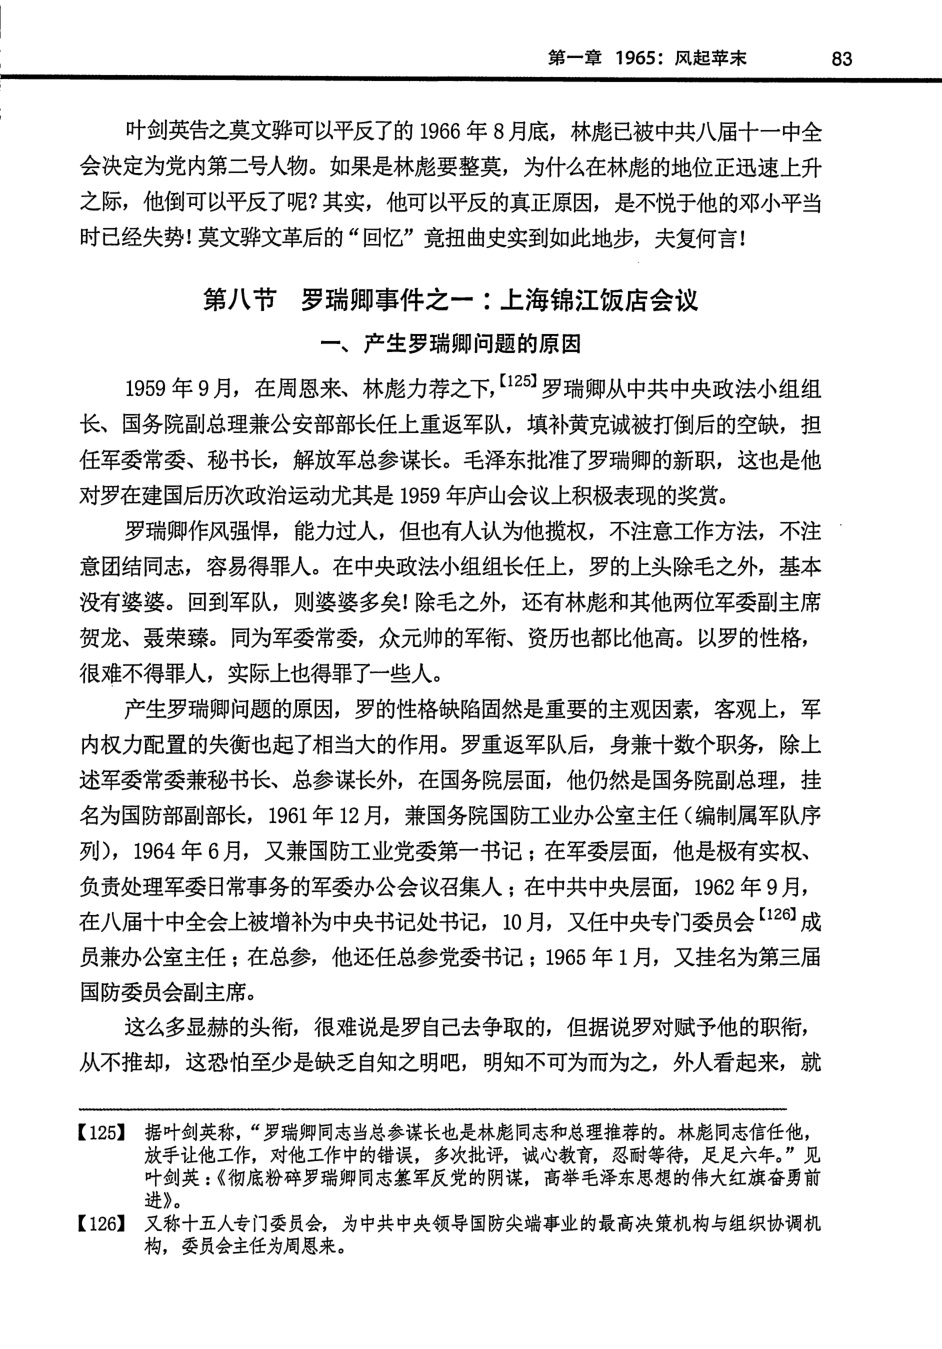 第一章 1965：风起苹末 83
叶剑英告之莫文骅可以平反了的 1966 年 8 月底，林彪已被中共八届十一中全
会决定为党内第二号人物。如果是林彪要整莫，为什么在林彪的地位正迅速上升
之际，他倒可以平反了呢？其实，他可以平反的真正原因，是不悦于他的邓小平当
时已经失势！莫文骅文革后的“回忆”竟扭曲史实到如此地步，夫复何言！
第八节 罗瑞卿事件之一：上海锦江饭店会议
一、产生罗瑞卿问题的原因
1959 年 9 月，在周恩来、林彪力荐之下，【125】罗瑞卿从中共中央政法小组组
长、国务院副总理兼公安部部长任上重返军队，填补黄克诚被打倒后的空缺，担
任军委常委、秘书长，解放军总参谋长。毛泽东批准了罗瑞卿的新职，这也是他
对罗在建国后历次政治运动尤其是 1959 年庐山会议上积极表现的奖赏。
罗瑞卿作风强悍，能力过人，但也有人认为他揽权，不注意工作方法，不注
意团结同志，容易得罪人。在中央政法小组组长任上，罗的上头除毛之外，基本
没有婆婆。回到军队，则婆婆多矣！除毛之外，还有林彪和其他两位军委副主席
贺龙、聂荣臻。同为军委常委，众元帅的军衔、资历也都比他高。以罗的性格，
很难不得罪人，实际上也得罪了一些人。
产生罗瑞卿问题的原因，罗的性格缺陷固然是重要的主观因素，客观上，军
内权力配置的失衡也起了相当大的作用。罗重返军队后，身兼十数个职务，除上
述军委常委兼秘书长、总参谋长外，在国务院层面，他仍然是国务院副总理，挂
名为国防部副部长，1961 年 12 月，兼国务院国防工业办公室主任（编制属军队序
列），1964 年 6 月，又兼国防工业党委第一书记；在军委层面，他是极有实权、
负责处理军委日常事务的军委办公会议召集人；在中共中央层面，1962 年 9 月，
在八届十中全会上被增补为中央书记处书记，10 月，又任中央专门委员会【126】成
员兼办公室主任；在总参，他还任总参党委书记；1965 年 1 月，又挂名为第三届
国防委员会副主席。
这么多显赫的头衔，很难说是罗自己去争取的，但据说罗对赋予他的职衔，
从不推却，这恐怕至少是缺乏自知之明吧，明知不可为而为之，外人看起来，就
【125】 据叶剑英称，“罗瑞卿同志当总参谋长也是林彪同志和总理推荐的。林彪同志信任他，
放手让他工作，对他工作中的错误，多次批评，诚心教育，忍耐等待，足足六年。”见
叶剑英：《彻底粉碎罗瑞卿同志篡军反党的阴谋，高举毛泽东思想的伟大红旗奋勇前
进》。
【126】 又称十五人专门委员会，为中共中央领导国防尖端事业的最高决策机构与组织协调机
构，委员会主任为周恩来。